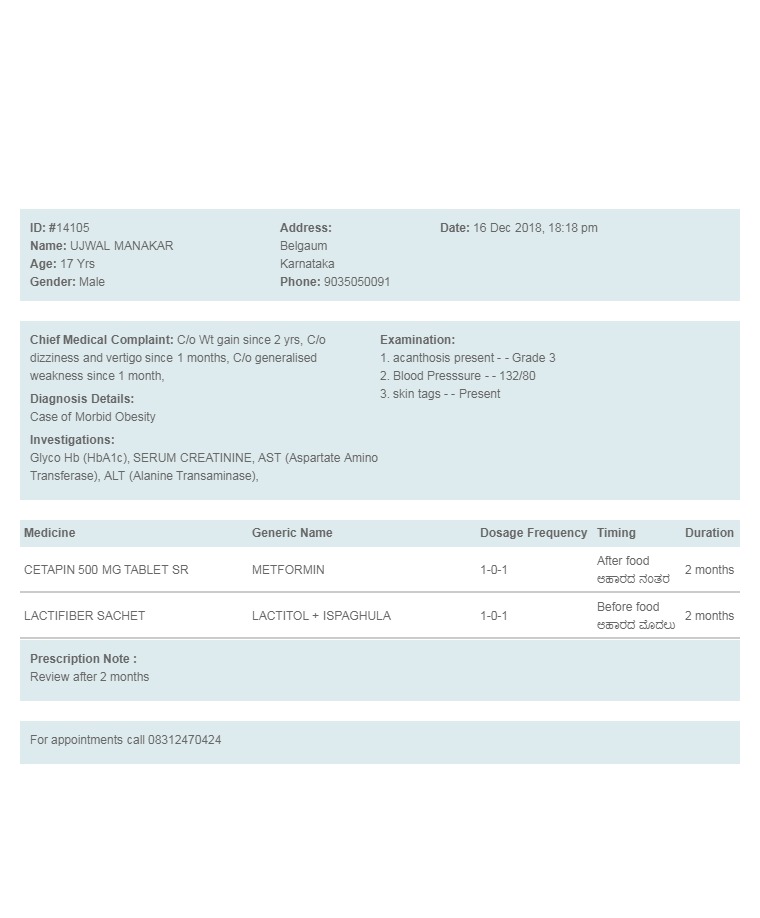 ID: #14105
Name: UJWAL MANAKAR
Age: 17 Yrs
Gender: Male
Address:
Belgaum
Karnataka
Phone: 9035050091
Date: 16 Dec 2018, 18:18 pm
Chief Medical Complaint: C/o Wt gain since 2 yrs, C/o
dizziness and vertigo since 1 months, C/o generalised
weakness since 1 month,
Diagnosis Details:
Case of Morbid Obesity
Investigations:
Glyco Hb (HbA1c), SERUM CREATININE, AST (Aspartate Amino
Transferase), ALT (Alanine Transaminase),
Examination:
1. acanthosis present - - Grade 3
2. Blood Presssure - - 132/80
3. skin tags - - Present
Medicine Generic Name Dosage Frequency Timing Duration
CETAPIN 500 MG TABLET SR METFORMIN 1-0-1 After food 2 months
ಆಹಾರದ ನಂತರ
LACTIFIBER SACHET LACTITOL + ISPAGHULA 1-0-1 Before food 2 months
ಆಹಾರದ ಮೊದಲು
Prescription Note :
Review after 2 months
For appointments call 08312470424